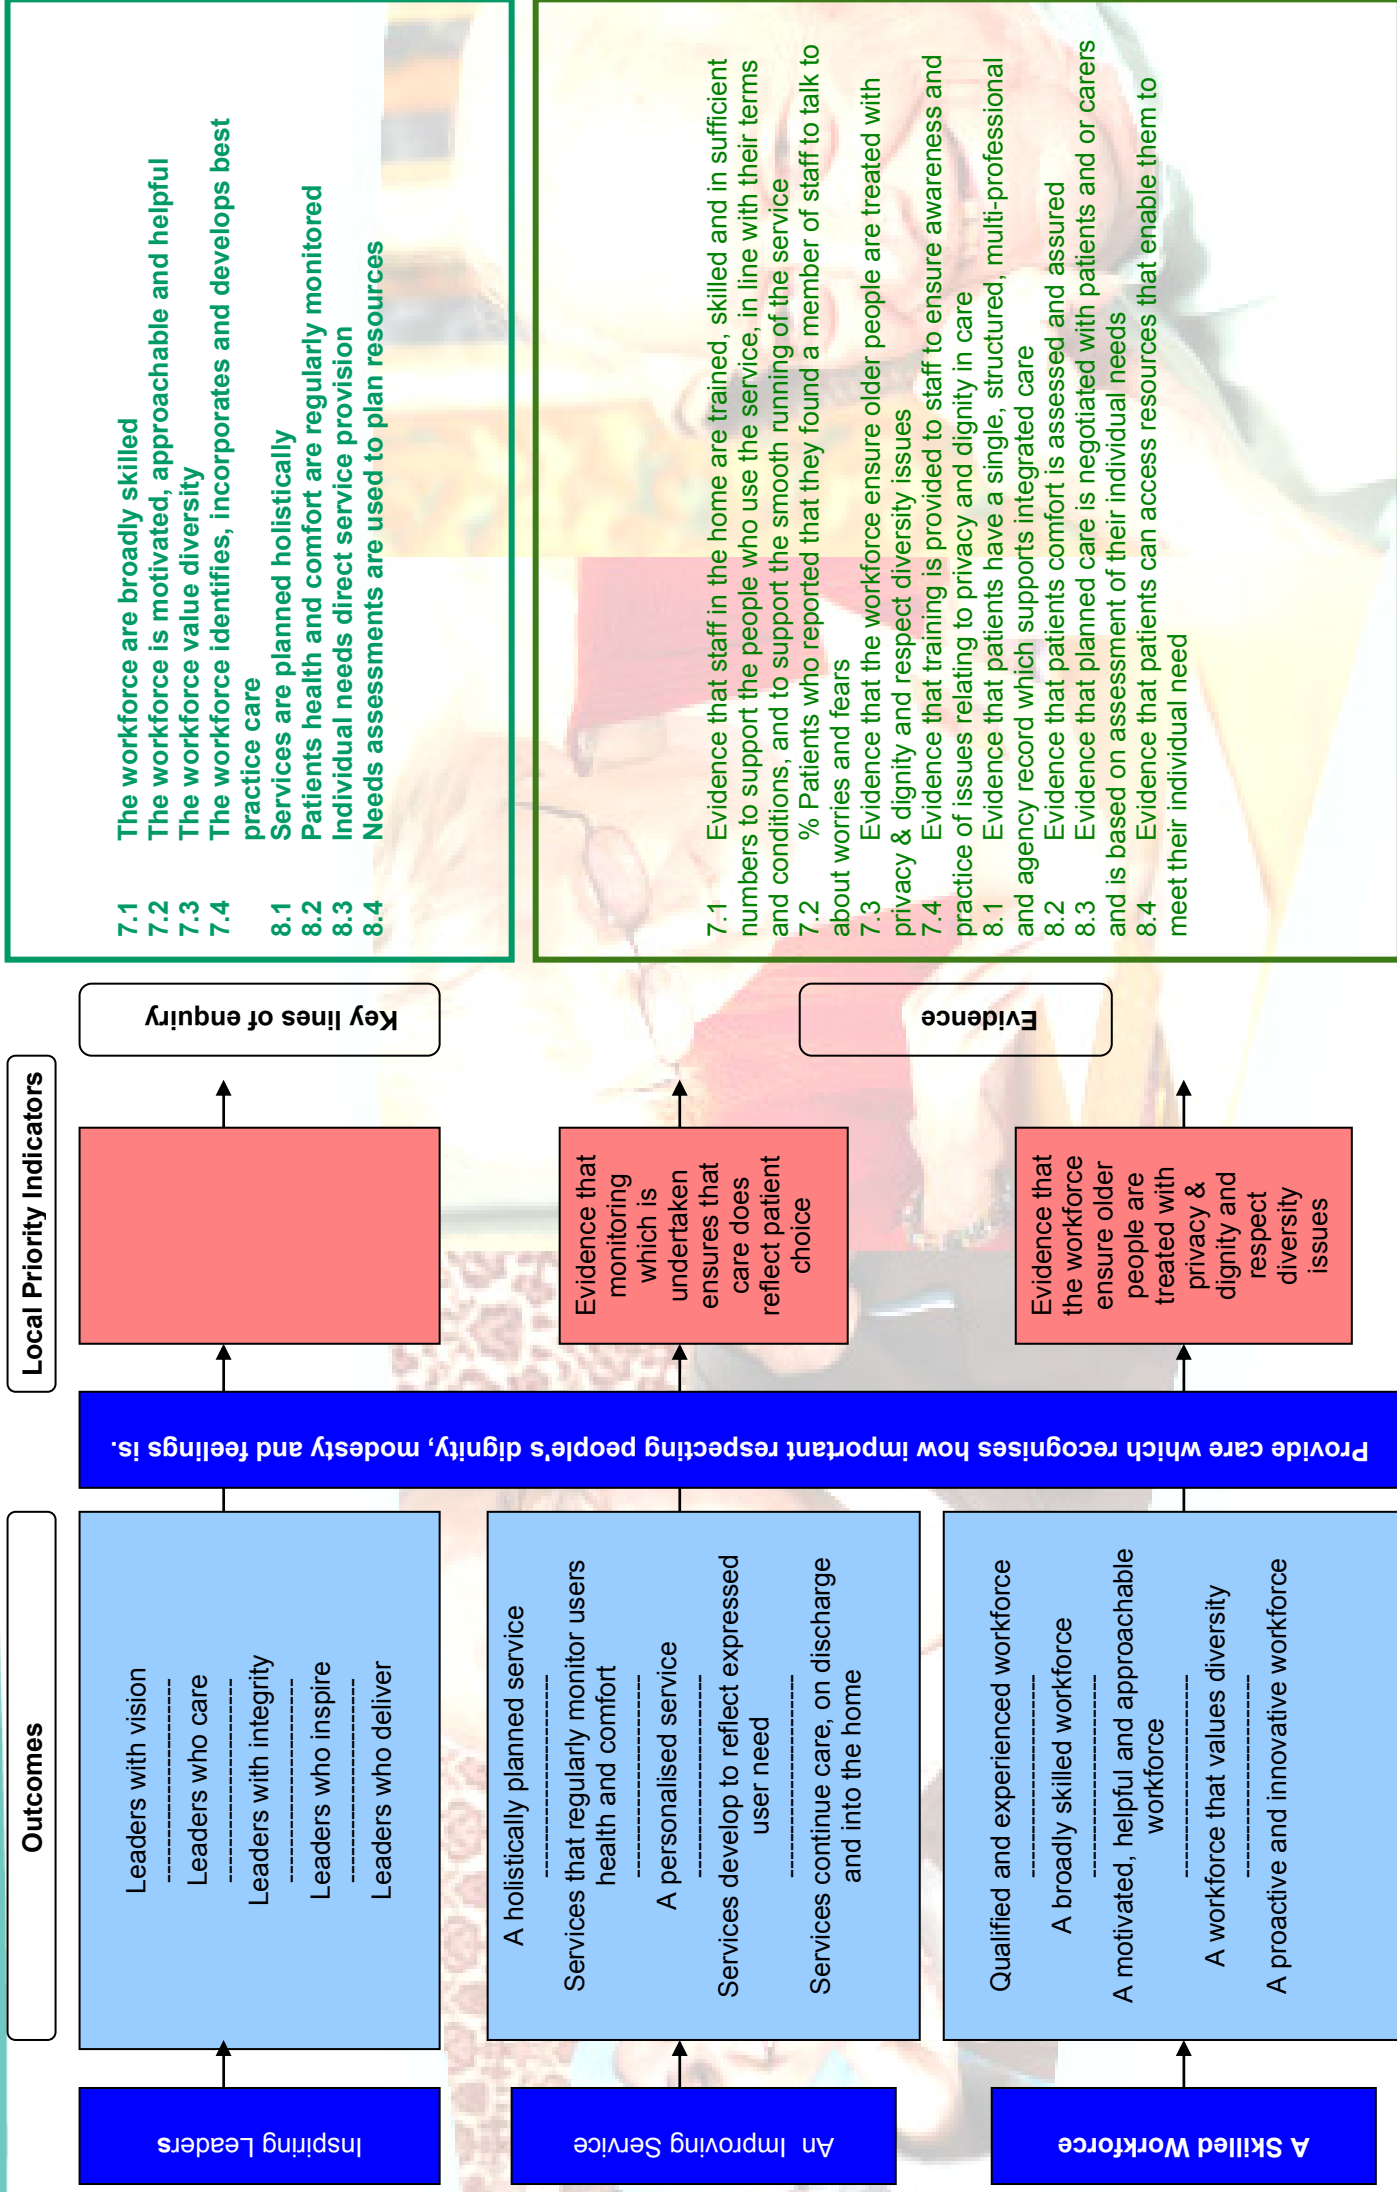 Outcomes
Local Priority Indicators
Inspiring Leaders
Leaders with vision
-----------------------
Leaders who care
-----------------------
Leaders with integrity
-----------------------
Leaders who inspire
-----------------------
Leaders who deliver
An Improving Service
A holistically planned service
-----------------------
Services that regularly monitor users
health and comfort
-----------------------
A personalised service
-----------------------
Services develop to reflect expressed
user need
-----------------------
Services continue care, on discharge
and into the home
A Skilled Workforce
Qualified and experienced workforce
-----------------------
A broadly skilled workforce
-----------------------
A motivated, helpful and approachable
workforce
-----------------------
A workforce that values diversity
-----------------------
A proactive and innovative workforce
Provide care which recognises how important respecting people's dignity, modesty and feelings is.
Evidence that
monitoring
which is
undertaken
ensures that
care does
reflect patient
choice
Evidence that
the workforce
ensure older
people are
treated with
privacy &
dignity and
respect
diversity
issues
Key lines of enquiry
7.1 The workforce are broadly skilled
7.2 The workforce is motivated, approachable and helpful
7.3 The workforce value diversity
7.4 The workforce identifies, incorporates and develops best
practice care
8.1 Services are planned holistically
8.2 Patients health and comfort are regularly monitored
8.3 Individual needs direct service provision
8.4 Needs assessments are used to plan resources
Evidence
7.1 Evidence that staff in the home are trained, skilled and in sufficient
numbers to support the people who use the service, in line with their terms
and conditions, and to support the smooth running of the service
7.2 % Patients who reported that they found a member of staff to talk to
about worries and fears
7.3 Evidence that the workforce ensure older people are treated with
privacy & dignity and respect diversity issues
7.4 Evidence that training is provided to staff to ensure awareness and
practice of issues relating to privacy and dignity in care
8.1 Evidence that patients have a single, structured, multi-professional
and agency record which supports integrated care
8.2 Evidence that patients comfort is assessed and assured
8.3 Evidence that planned care is negotiated with patients and or carers
and is based on assessment of their individual needs
8.4 Evidence that patients can access resources that enable them to
meet their individual need